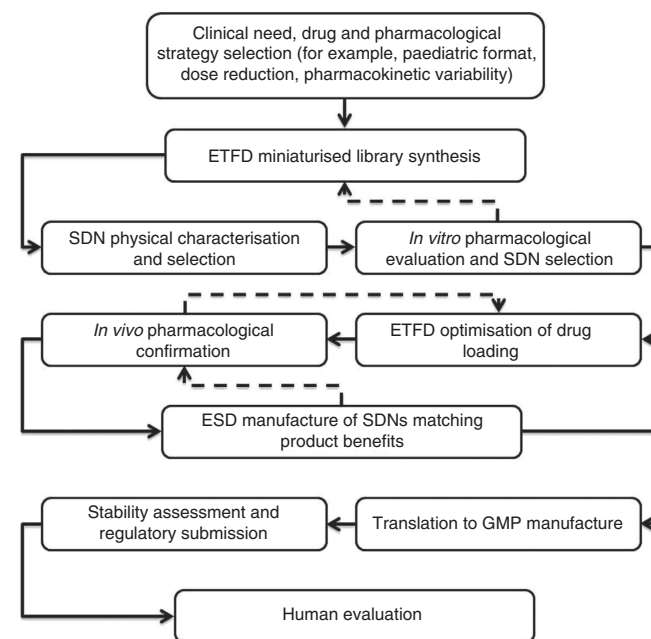 Clinical need, drug and pharmacological
strategy selection (for example, paediatric format,
dose reduction, pharmacokinetic variability)
ETFD miniaturised library synthesis
SDN physical characterisation
and selection
In vitro pharmacological
evaluation and SDN selection
In vivo pharmacological
confirmation
ETFD optimisation of drug
loading
ESD manufacture of SDNs matching
product benefits
Stability assessment and
regulatory submission
Translation to GMP manufacture
Human evaluation